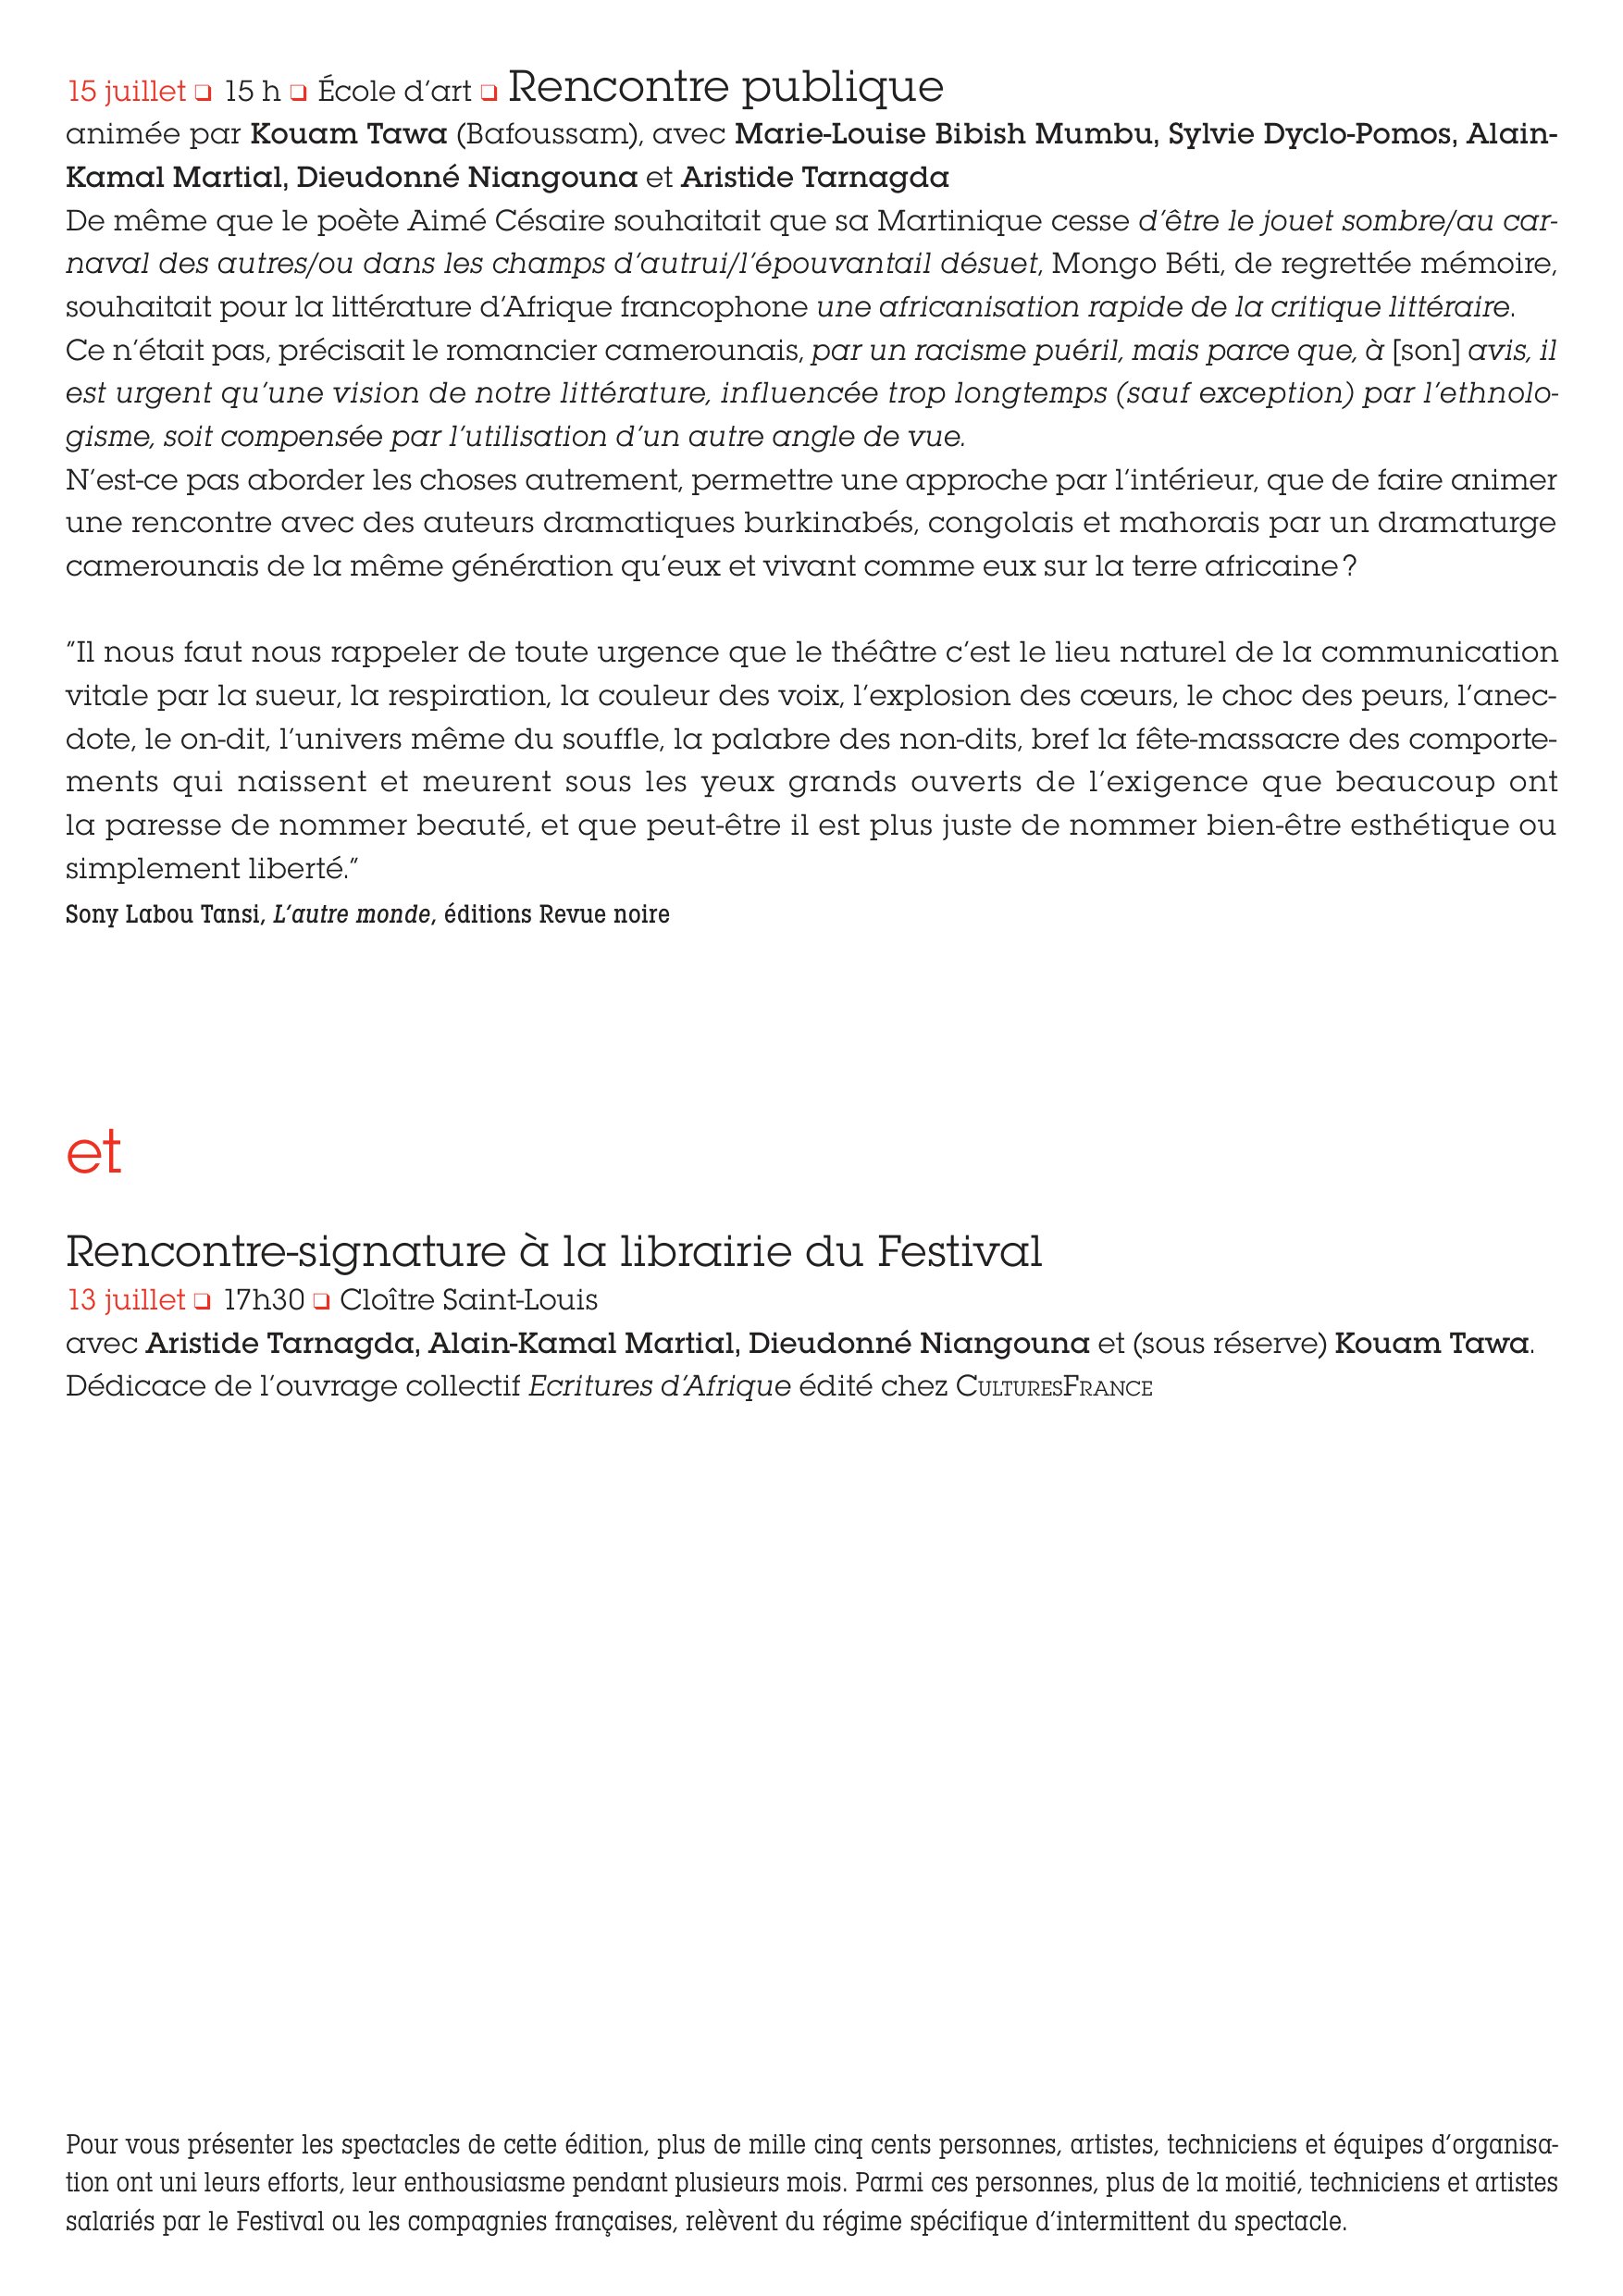 15 juillet ❑ 15 h ❑ École d’art ❑ Rencontre publique
animée par Kouam Tawa (Bafoussam), avec Marie-Louise Bibish Mumbu, Sylvie Dyclo-Pomos, Alain-
Kamal Martial, Dieudonné Niangouna et Aristide Tarnagda
De même que le poète Aimé Césaire souhaitait que sa Martinique cesse d’être le jouet sombre/au car-
naval des autres/ou dans les champs d’autrui/l’épouvantail désuet, Mongo Béti, de regrettée mémoire,
souhaitait pour la littérature d’Afrique francophone une africanisation rapide de la critique littéraire.
Ce n’était pas, précisait le romancier camerounais, par un racisme puéril, mais parce que, à [son] avis, il
est urgent qu’une vision de notre littérature, influencée trop longtemps (sauf exception) par l’ethnolo-
gisme, soit compensée par l’utilisation d’un autre angle de vue.
N’est-ce pas aborder les choses autrement, permettre une approche par l’intérieur, que de faire animer
une rencontre avec des auteurs dramatiques burkinabés, congolais et mahorais par un dramaturge
camerounais de la même génération qu’eux et vivant comme eux sur la terre africaine ?
“Il nous faut nous rappeler de toute urgence que le théâtre c’est le lieu naturel de la communication
vitale par la sueur, la respiration, la couleur des voix, l’explosion des cœurs, le choc des peurs, l’anec-
dote, le on-dit, l’univers même du souffle, la palabre des non-dits, bref la fête-massacre des comporte-
ments qui naissent et meurent sous les yeux grands ouverts de l’exigence que beaucoup ont
la paresse de nommer beauté, et que peut-être il est plus juste de nommer bien-être esthétique ou
simplement liberté.”
Sony Labou Tansi, L’autre monde, éditions Revue noire
et
Rencontre-signature à la librairie du Festival
13 juillet ❑ 17h30 ❑ Cloître Saint-Louis
avec Aristide Tarnagda, Alain-Kamal Martial, Dieudonné Niangouna et (sous réserve) Kouam Tawa.
Dédicace de l’ouvrage collectif Ecritures d’Afrique édité chez CULTURESFRANCE
Pour vous présenter les spectacles de cette édition, plus de mille cinq cents personnes, artistes, techniciens et équipes d’organisa-
tion ont uni leurs efforts, leur enthousiasme pendant plusieurs mois. Parmi ces personnes, plus de la moitié, techniciens et artistes
salariés par le Festival ou les compagnies françaises, relèvent du régime spécifique d’intermittent du spectacle.